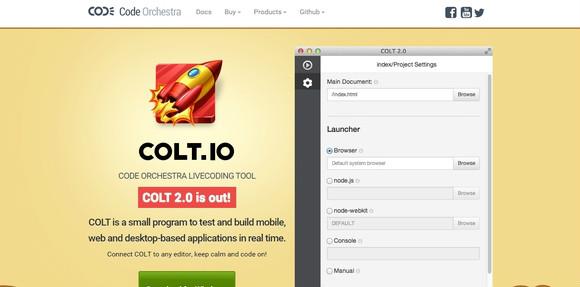 CODE Code Orchestra
Docs Buy Products Github
COLT.IO
CODE ORCHESTRA LIVECODING TOOL
COLT 2.0 is out!
COLT is a small program to test and build mobile,
web and desktop-based applications in real time.
Connect COLT to any editor, keep calm and code on!
COLT 2.0
index/Project Settings
Main Document:
/index.html Browse
Launcher
Browser
Default system browser Browse
node.js
Browse
node-webkit
DEFAULT Browse
Console
Manual